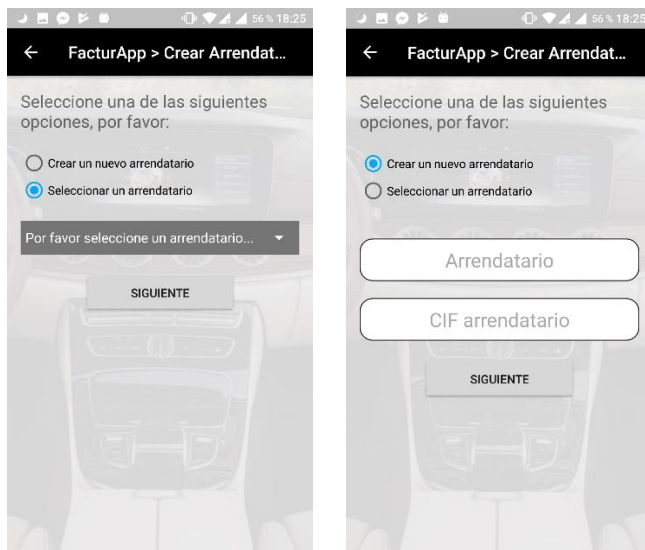 56 % 18:25
FacturApp > Crear Arrendat...
Seleccione una de las siguientes
opciones, por favor:
Crear un nuevo arrendatario
Seleccionar un arrendatario
Por favor seleccione un arrendatario...
SIGUIENTE
56 % 18:25
FacturApp > Crear Arrendat...
Seleccione una de las siguientes
opciones, por favor:
Crear un nuevo arrendatario
Seleccionar un arrendatario
Arrendatario
CIF arrendatario
SIGUIENTE